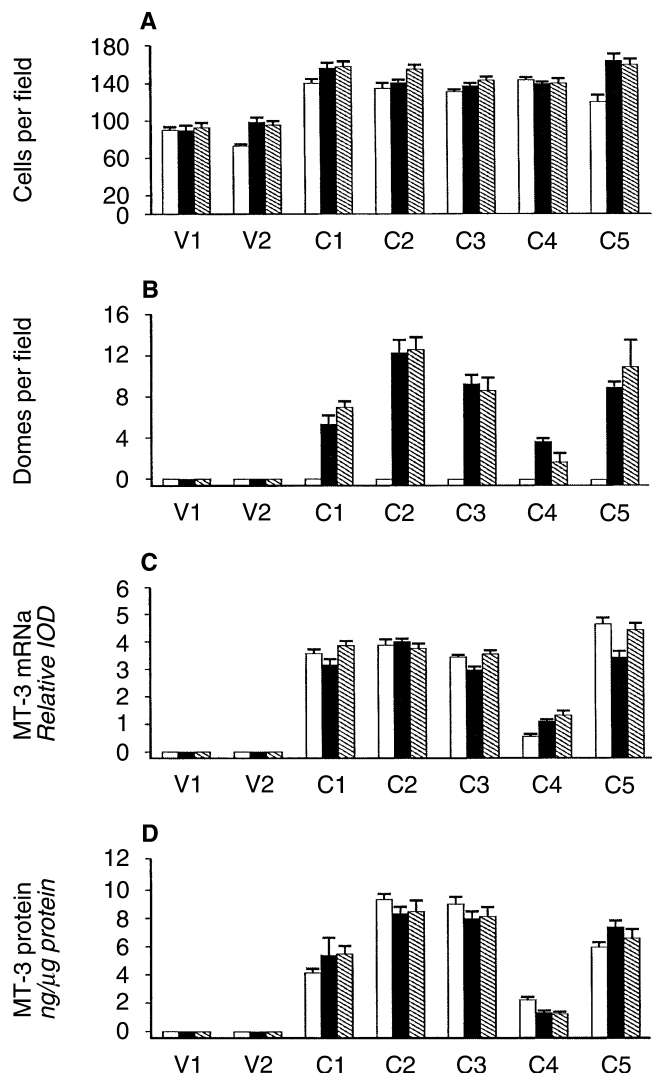 A
Cells per field
180
140
100
60
20
0
V1 V2 C1 C2 C3 C4 C5
B
Domes per field
16
12
8
4
0
V1 V2 C1 C2 C3 C4 C5
C
MT-3 mRNa
Relative IOD
6
5
4
3
2
1
0
V1 V2 C1 C2 C3 C4 C5
D
MT-3 protein
ng/μg protein
12
10
8
6
4
2
0
V1 V2 C1 C2 C3 C4 C5